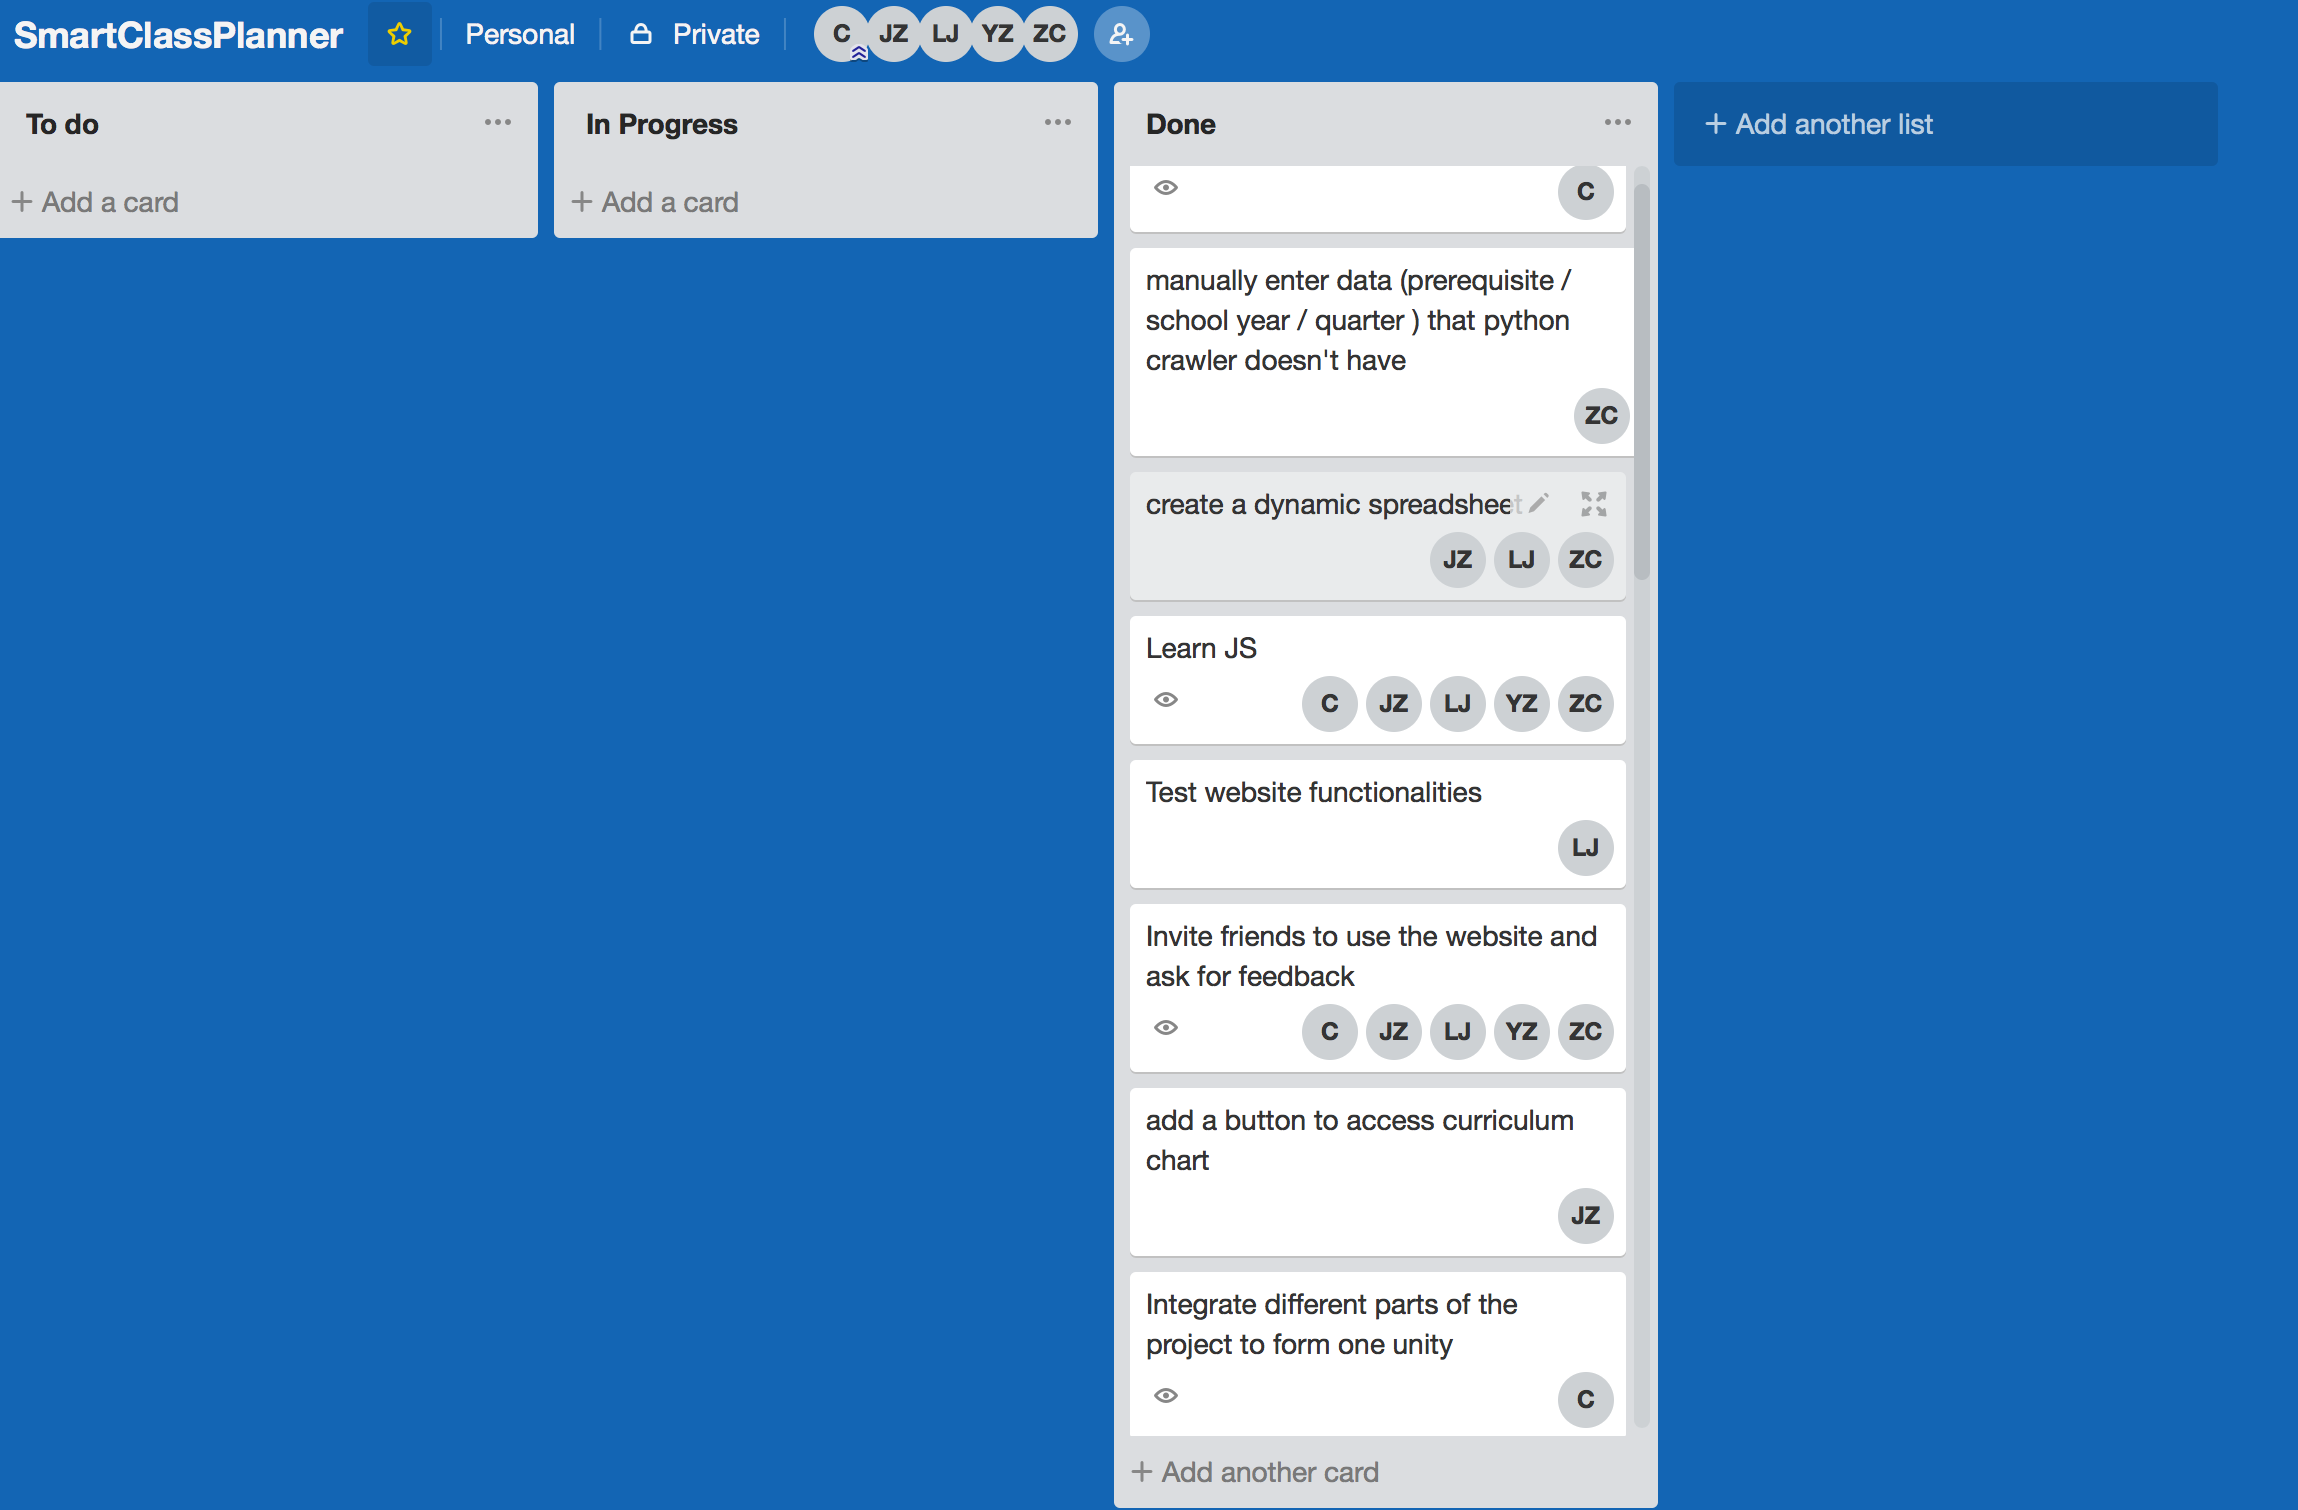 SmartClassPlanner Personal Private C JZ LJ YZ ZC
To do
+ Add a card
In Progress
+ Add a card
Done
C
manually enter data (prerequisite /
school year / quarter ) that python
crawler doesn't have
ZC
create a dynamic spreadsheet
JZ LJ ZC
Learn JS
C JZ LJ YZ ZC
Test website functionalities
LJ
Invite friends to use the website and
ask for feedback
C JZ LJ YZ ZC
add a button to access curriculum
chart
JZ
Integrate different parts of the
project to form one unity
C
+ Add another card
+ Add another list